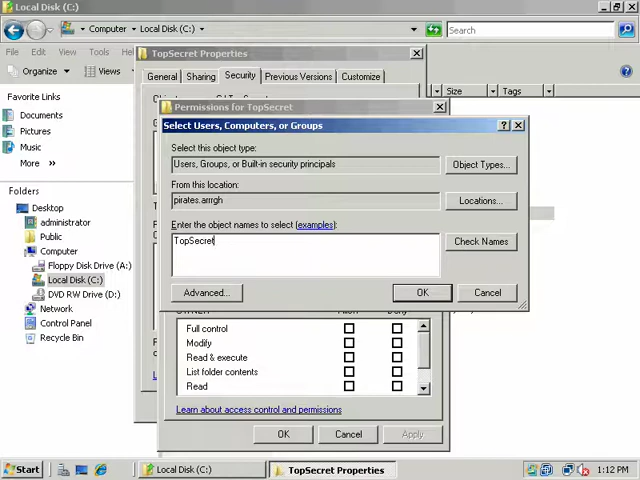 Local Disk (C:)
Computer
Local Disk (C:)
Search
File
Organize
Views
Size
Tags
Favorite Links
Documents
Pictures
Music
More »
Folders
Desktop
administrator
Public
Computer
Floppy Disk Drive (A:)
Local Disk (C:)
DVD RW Drive (D:)
Network
Control Panel
Recycle Bin
TopSecret Properties
General
Sharing
Security
Previous Versions
Customize
Permissions for TopSecret
Select Users, Computers, or Groups
Select this object type:
Users, Groups, or Built-in security principals
Object Types...
From this location:
pirates.arrrgh
Locations...
Enter the object names to select (examples):
TopSecret
Check Names
Advanced...
OK
Cancel
Full control
Modify
Read & execute
List folder contents
Read
Learn about access control and permissions
OK
Cancel
Apply
Start
Local Disk (C:)
TopSecret Properties
1:12 PM